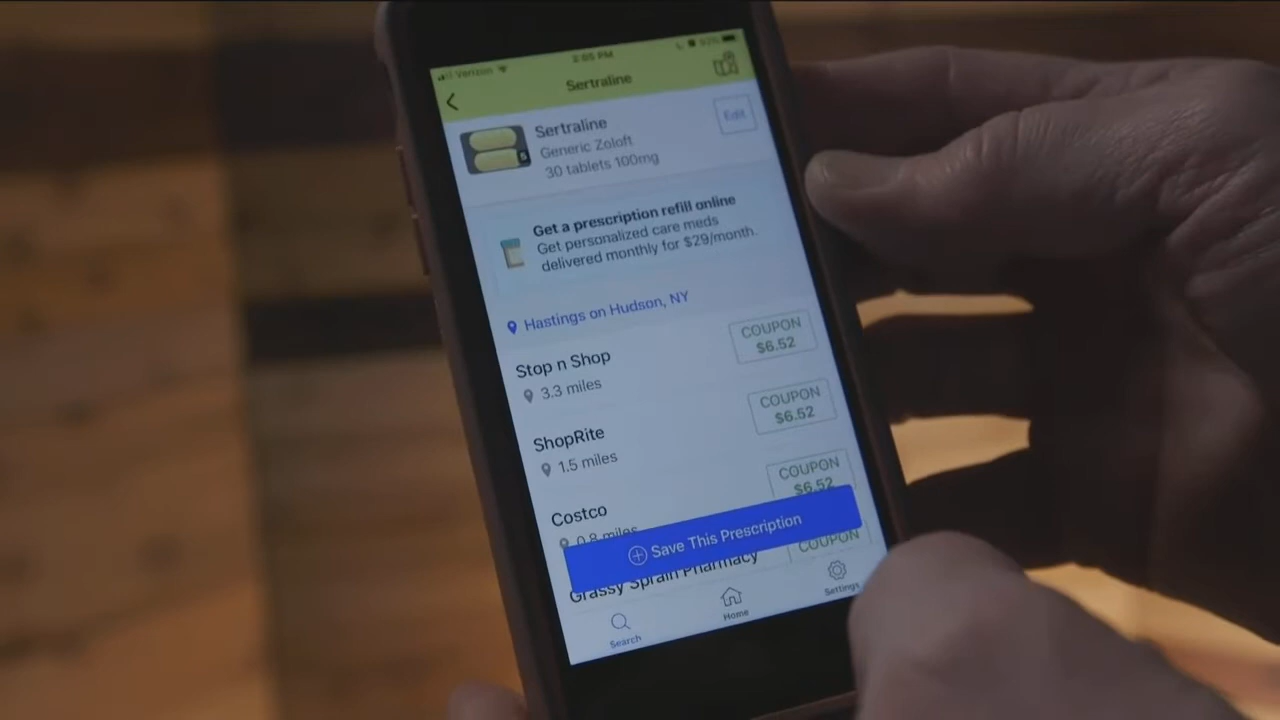 Verizon
2:05 PM
Sertraline
Sertraline
Edit
Generic Zoloft
30 tablets 100mg
Get a prescription refill online
Get personalized care meds
delivered monthly for $29/month.
Hastings on Hudson, NY
Stop n Shop
COUPON
$6.52
3.3 miles
ShopRite
COUPON
$6.52
1.5 miles
Costco
COUPON
$6.52
0.8 miles
Save This Prescription
Grassy Sprain Pharmacy
COUPON
Search
Home
Settings